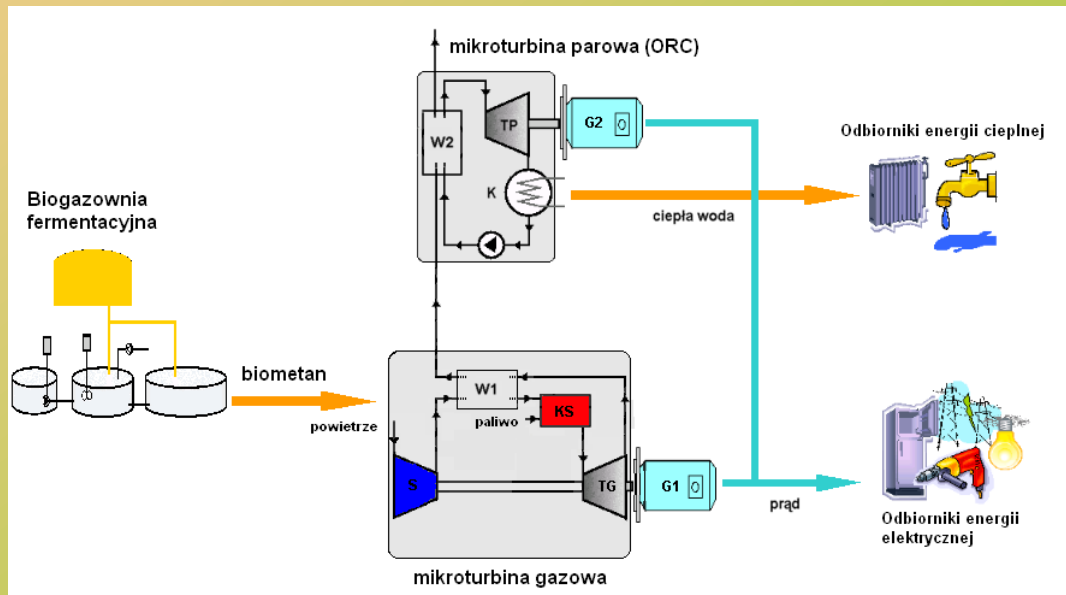 mikroturbina parowa (ORC)
TP
G2
W2
K
Odbiorniki energii cieplnej
ciepła woda
Biogazownia
fermentacyjna
biometan
powietrze
W1
paliwo
KS
S
TG
G1
prąd
Odbiorniki energii
elektrycznej
mikroturbina gazowa